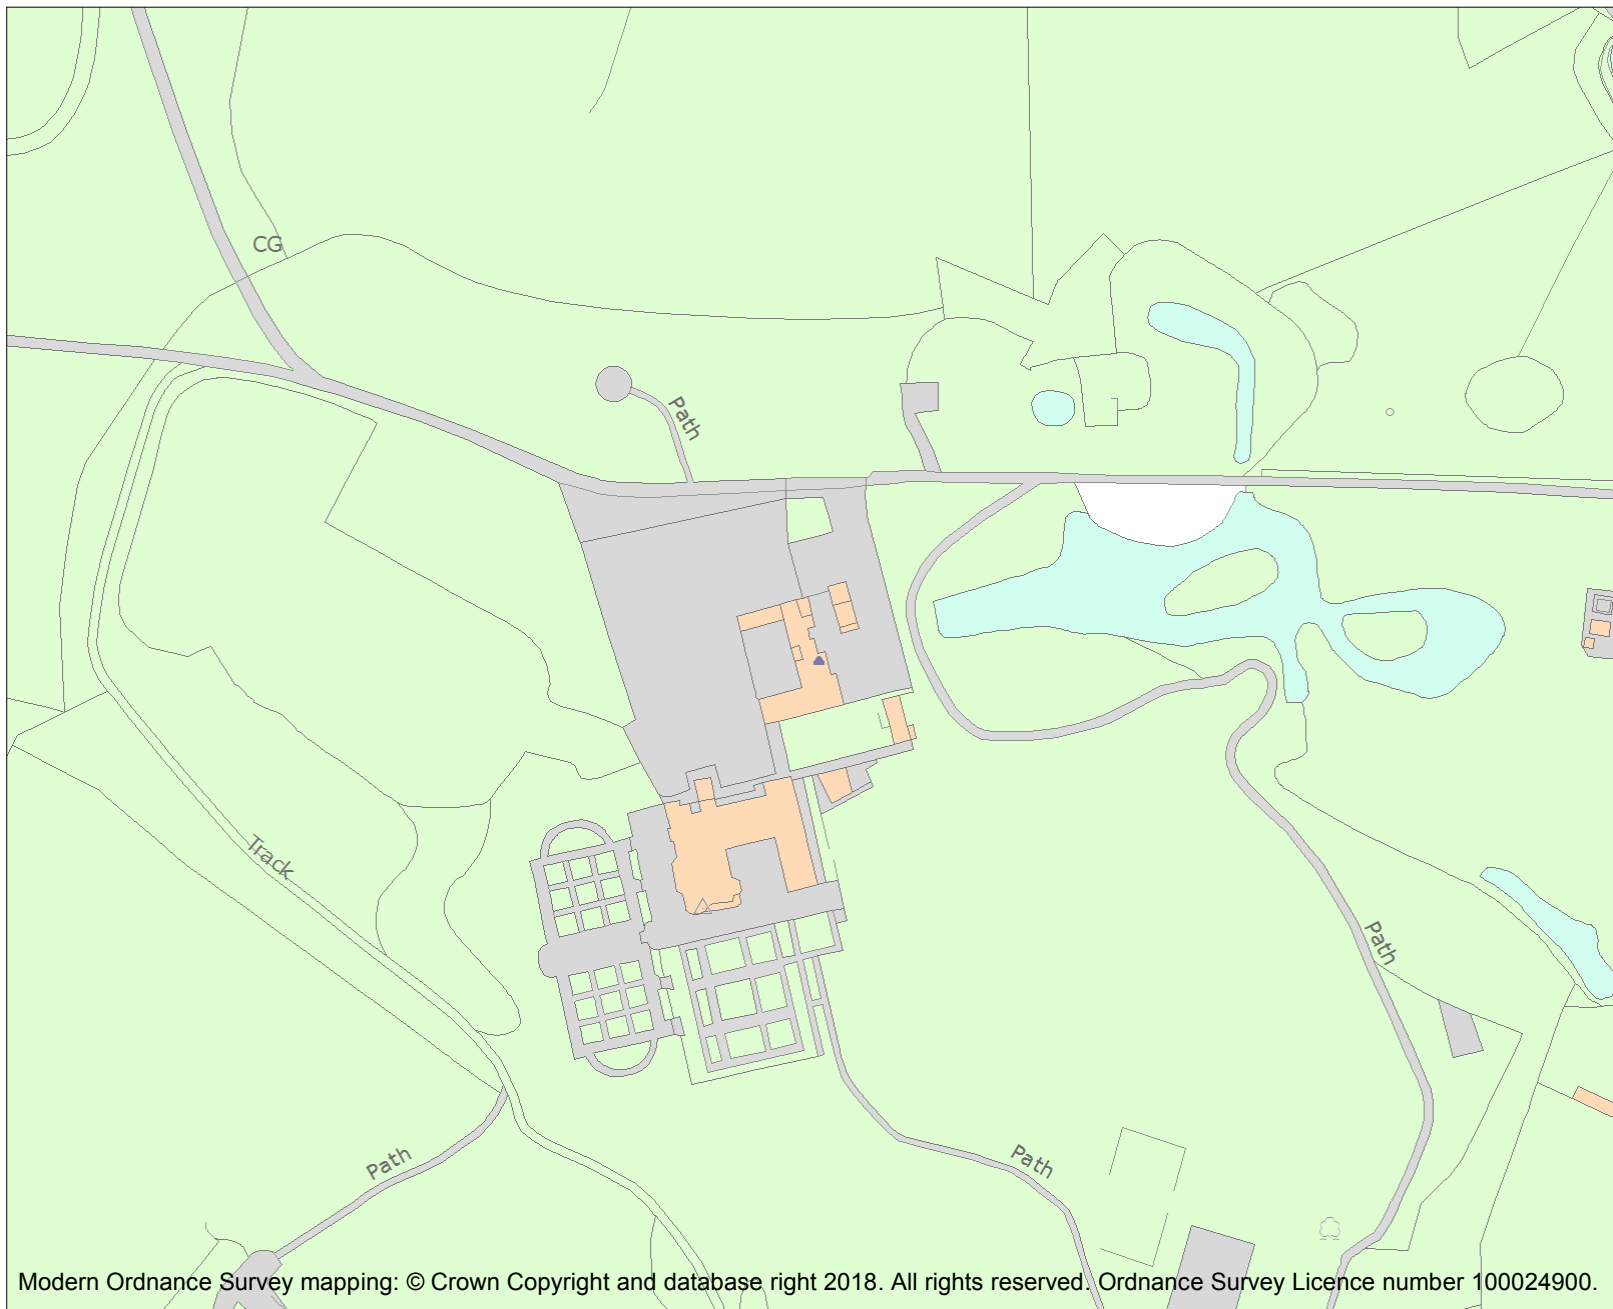 CG
Path
Track
Path
Path
Path
Modern Ordnance Survey mapping: © Crown Copyright and database right 2018. All rights reserved. Ordnance Survey Licence number 100024900.